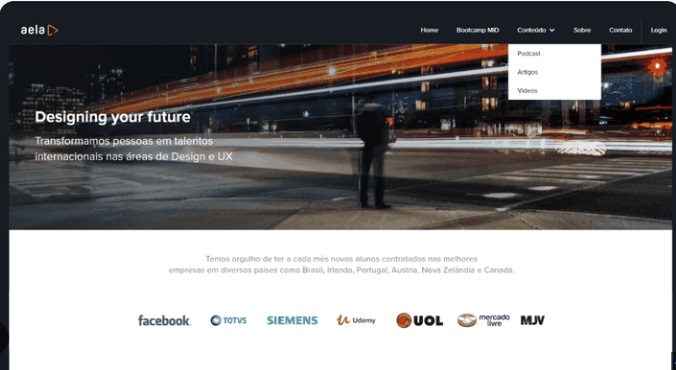 aela
Home Bootcamp MID Conteúdo Sobre Contato Login
Podcast
Artigos
Vídeos
Designing your future
Transformamos pessoas em talentos
internacionais nas áreas de Design e UX
Temos orgulho de ter a cada mês novos alunos contratados nas melhores
empresas em diversos países como Brasil, Irlanda, Portugal, Austria, Nova Zelândia e Canadá.
facebook TOTVS SIEMENS Udemy UOL mercado livre MJV